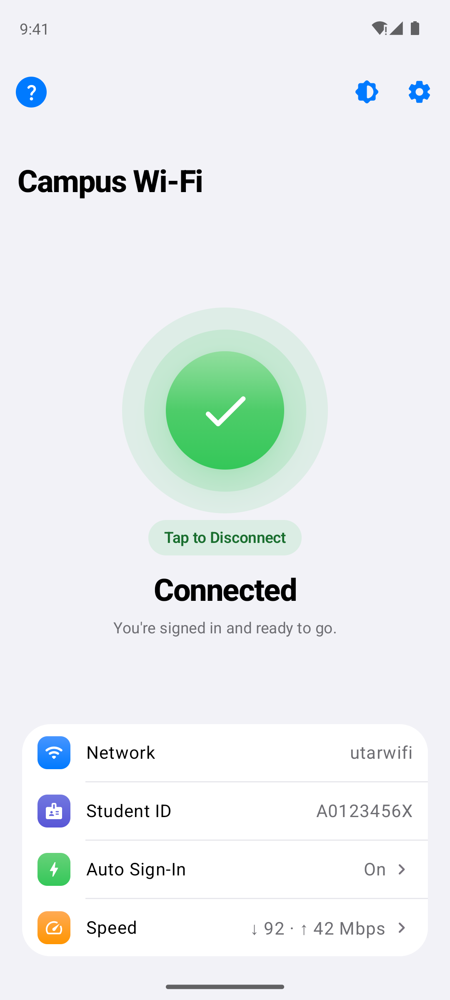 9:41
Campus Wi-Fi
Tap to Disconnect
Connected
You're signed in and ready to go.
Network utarwifi
Student ID A0123456X
Auto Sign-In On
Speed ↓ 92 · ↑ 42 Mbps